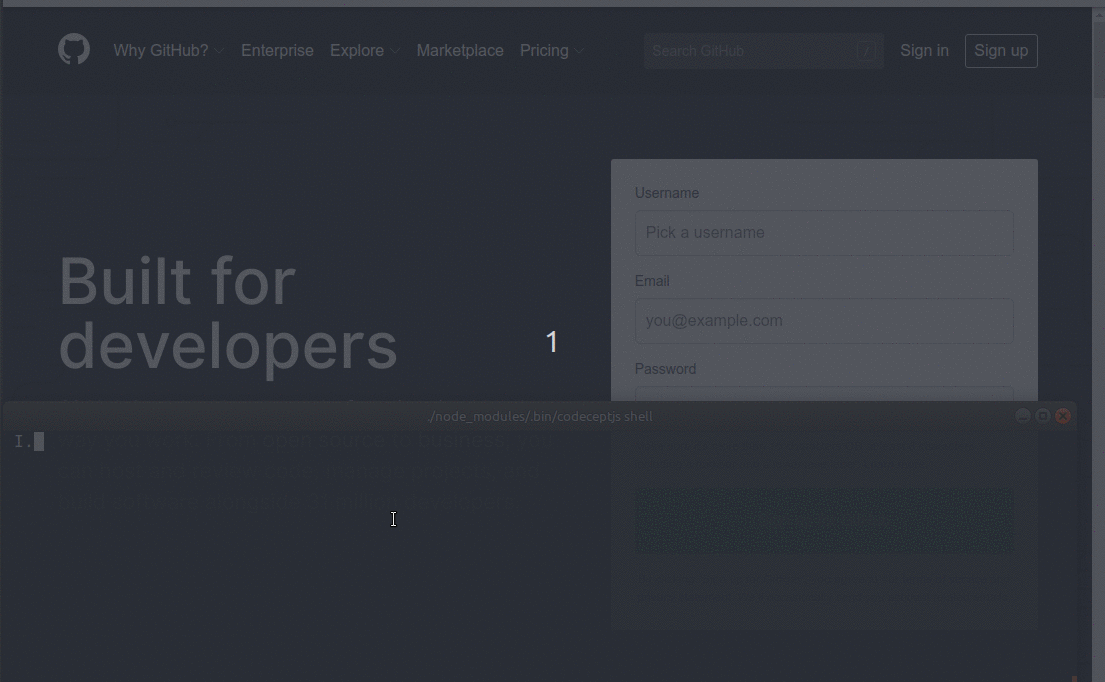 Why GitHub? Enterprise Explore Marketplace Pricing Search GitHub / Sign in Sign up
Built for
developers
Username
Pick a username
Email
you@example.com
Password
1
./node_modules/.bin/codeceptjs shell
I.